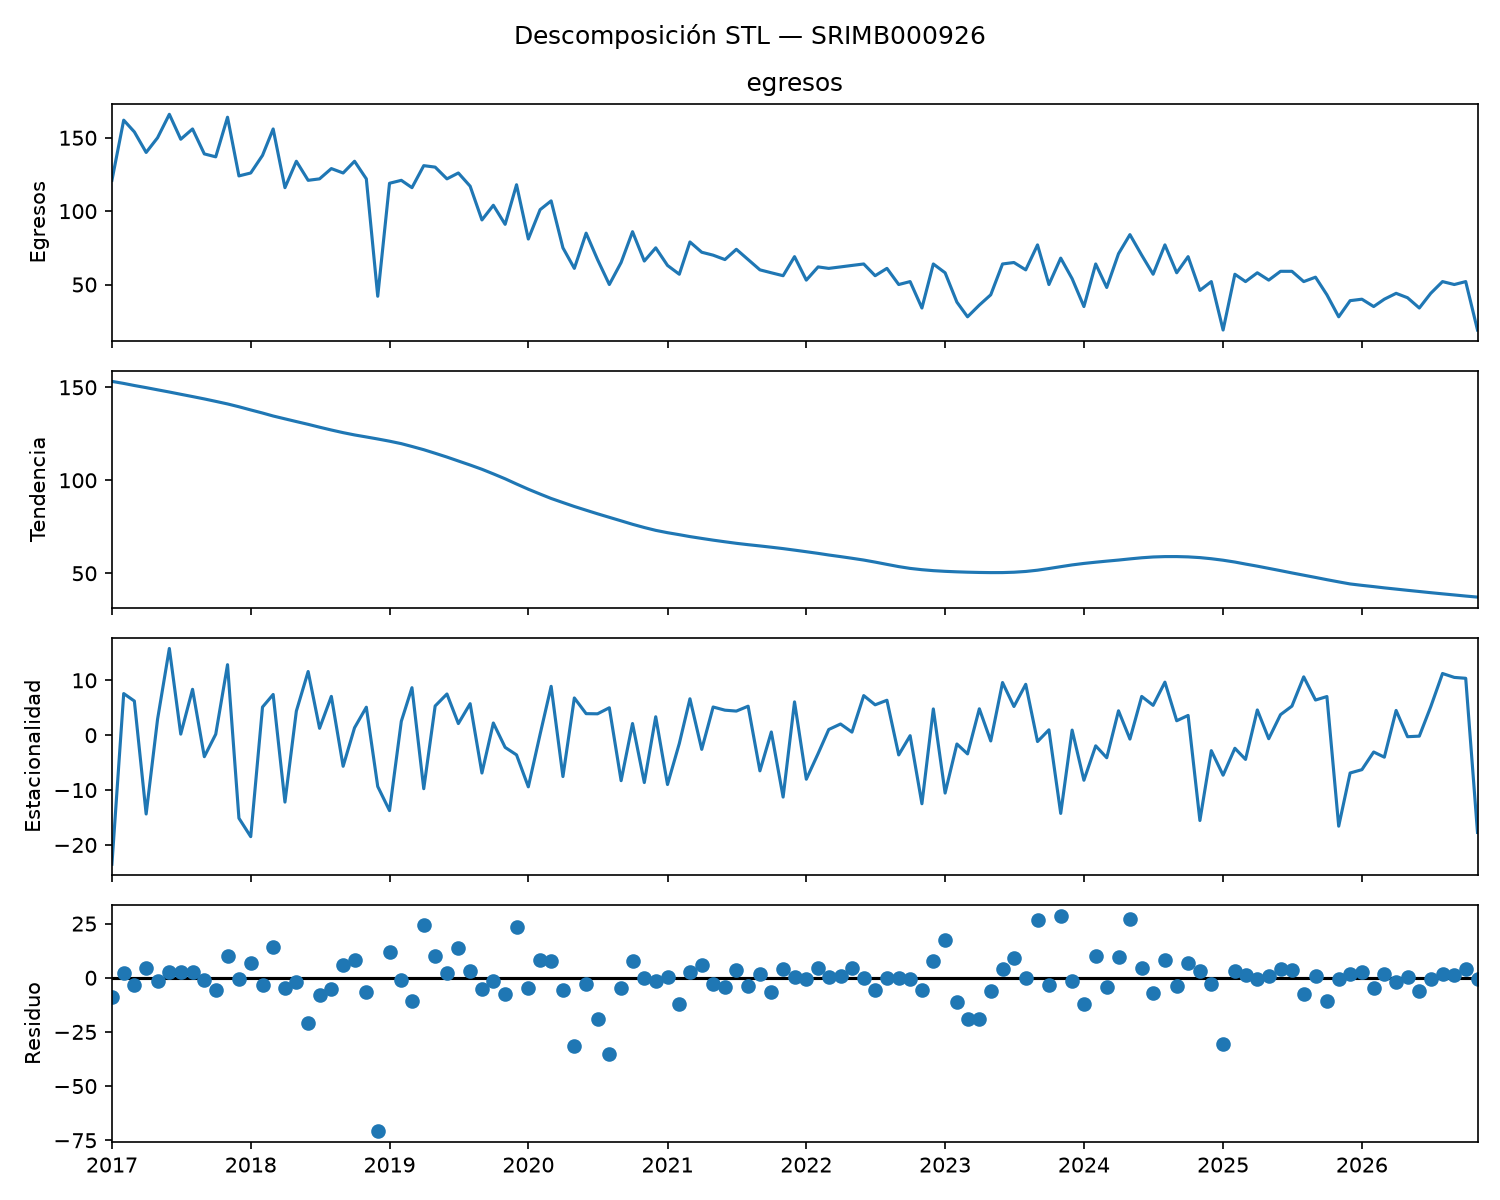 Descomposición STL — SRIMB000926
egresos
Egresos
150
100
50
Tendencia
150
100
50
Estacionalidad
10
0
−10
−20
Residuo
25
0
−25
−50
−75
2017 2018 2019 2020 2021 2022 2023 2024 2025 2026